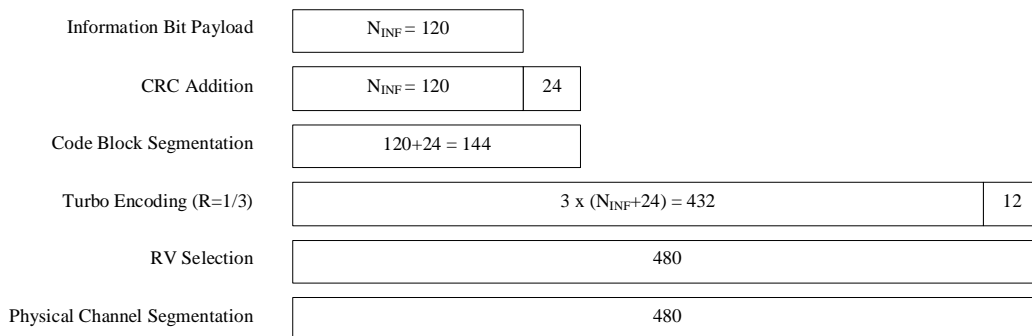 Information Bit Payload N_INF = 120
CRC Addition N_INF = 120 24
Code Block Segmentation 120+24 = 144
Turbo Encoding (R=1/3) 3 x (N_INF+24) = 432 12
RV Selection 480
Physical Channel Segmentation 480